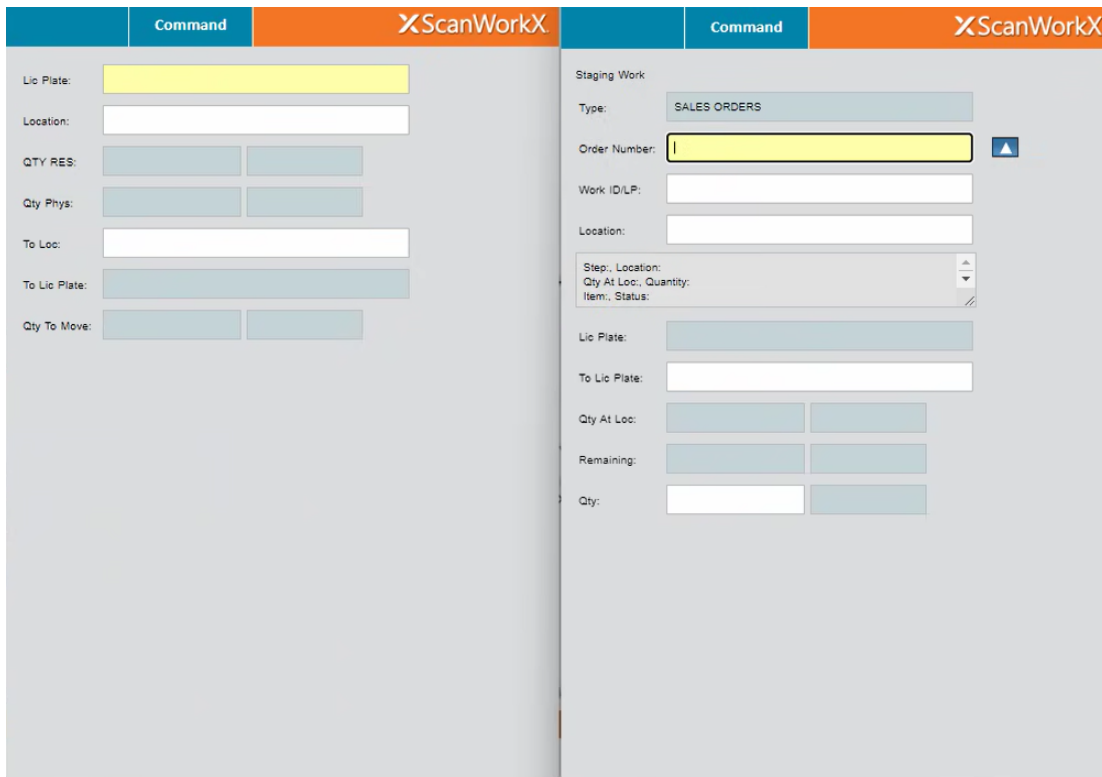 Command
XScanWorkX
Lic Plate:
Location:
QTY RES:
Qty Phys:
To Loc:
To Lic Plate:
Qty To Move:
Command
XScanWorkX
Staging Work
Type: SALES ORDERS
Order Number:
Work ID/LP:
Location:
Step:, Location:
Qty At Loc:, Quantity:
Item:, Status:
Lic Plate:
To Lic Plate:
Qty At Loc:
Remaining:
Qty: